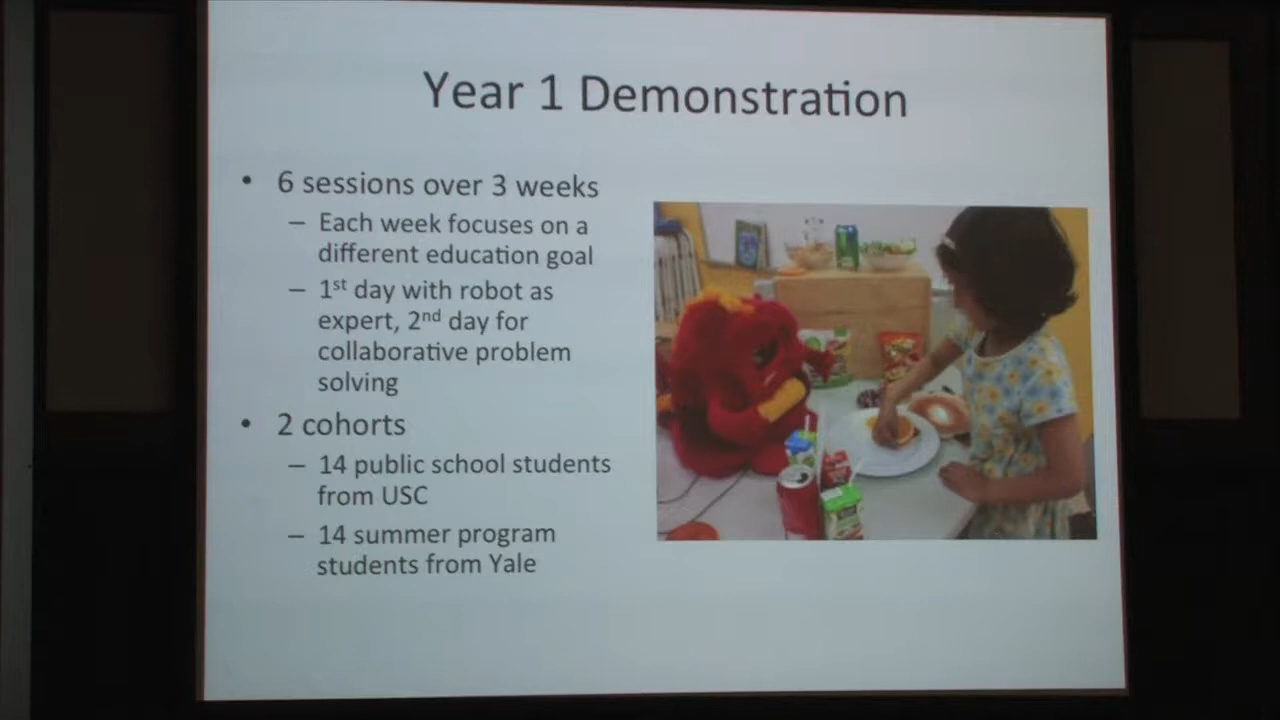 Year 1 Demonstration
• 6 sessions over 3 weeks
– Each week focuses on a
different education goal
– 1st day with robot as
expert, 2nd day for
collaborative problem
solving
• 2 cohorts
– 14 public school students
from USC
– 14 summer program
students from Yale